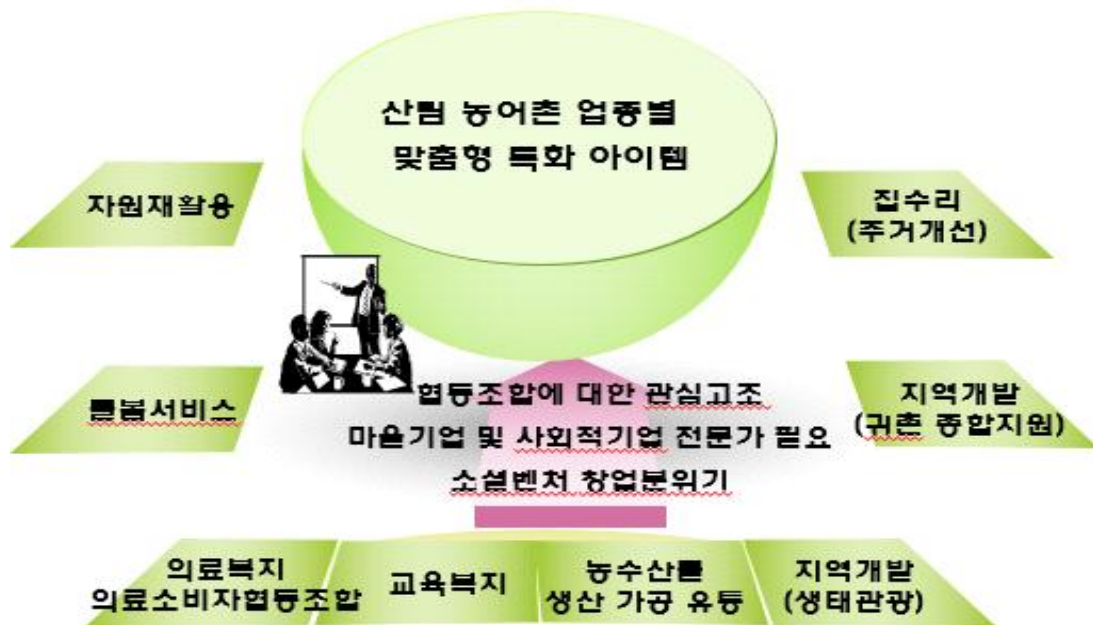 산림 농어촌 업종별
맞춤형 특화 아이템
자원재활용
집수리
(주거개선)
돌봄서비스
협동조합에 대한 관심고조
마을기업 및 사회적기업 전문가 필요
소셜벤처 창업분위기
지역개발
(귀촌 종합지원)
의료복지
의료소비자협동조합
교육복지
농수산물
생산 가공 유통
지역개발
(생태관광)